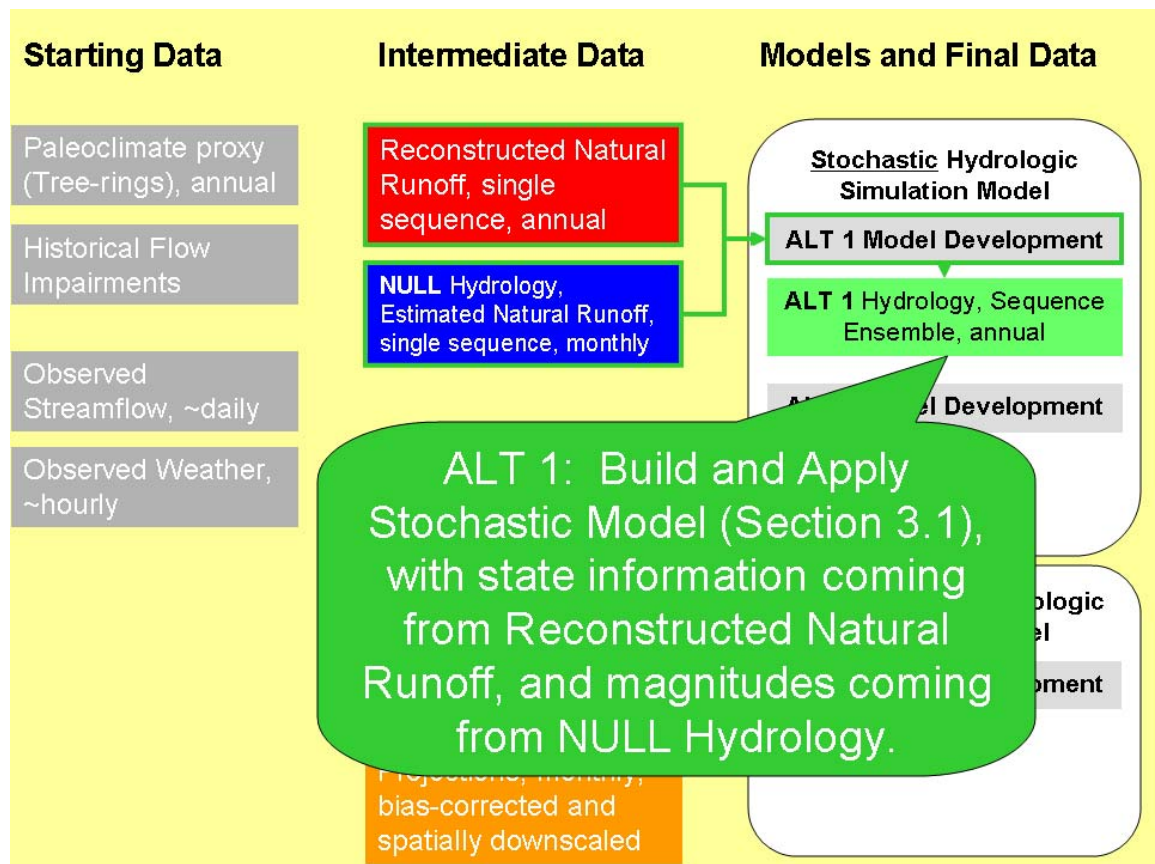 Starting Data
Intermediate Data
Models and Final Data
Paleoclimate proxy
(Tree-rings), annual
Historical Flow
Impairments
Observed
Streamflow, ~daily
Observed Weather,
~hourly
Reconstructed Natural
Runoff, single
sequence, annual
NULL Hydrology,
Estimated Natural Runoff,
single sequence, monthly
Projections, monthly,
bias-corrected and
spatially downscaled
Stochastic Hydrologic
Simulation Model
ALT 1 Model Development
ALT 1 Hydrology, Sequence
Ensemble, annual
Development
ALT 1: Build and Apply
Stochastic Model (Section 3.1),
with state information coming
from Reconstructed Natural
Runoff, and magnitudes coming
from NULL Hydrology.